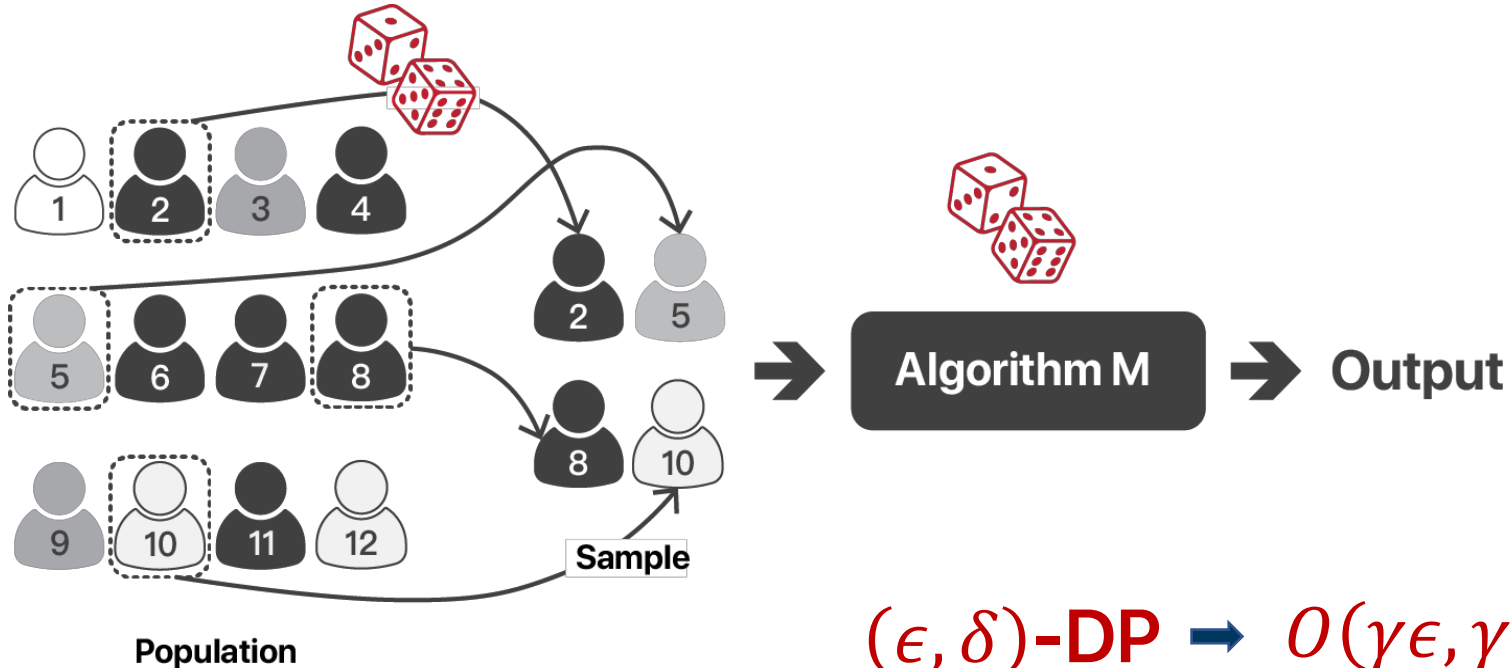 1 2 3 4
2 5
5 6 7 8
Algorithm M
Output
8 10
9 10 11 12
Sample
(ϵ, δ)-DP ➡ O(γϵ, γ
Population